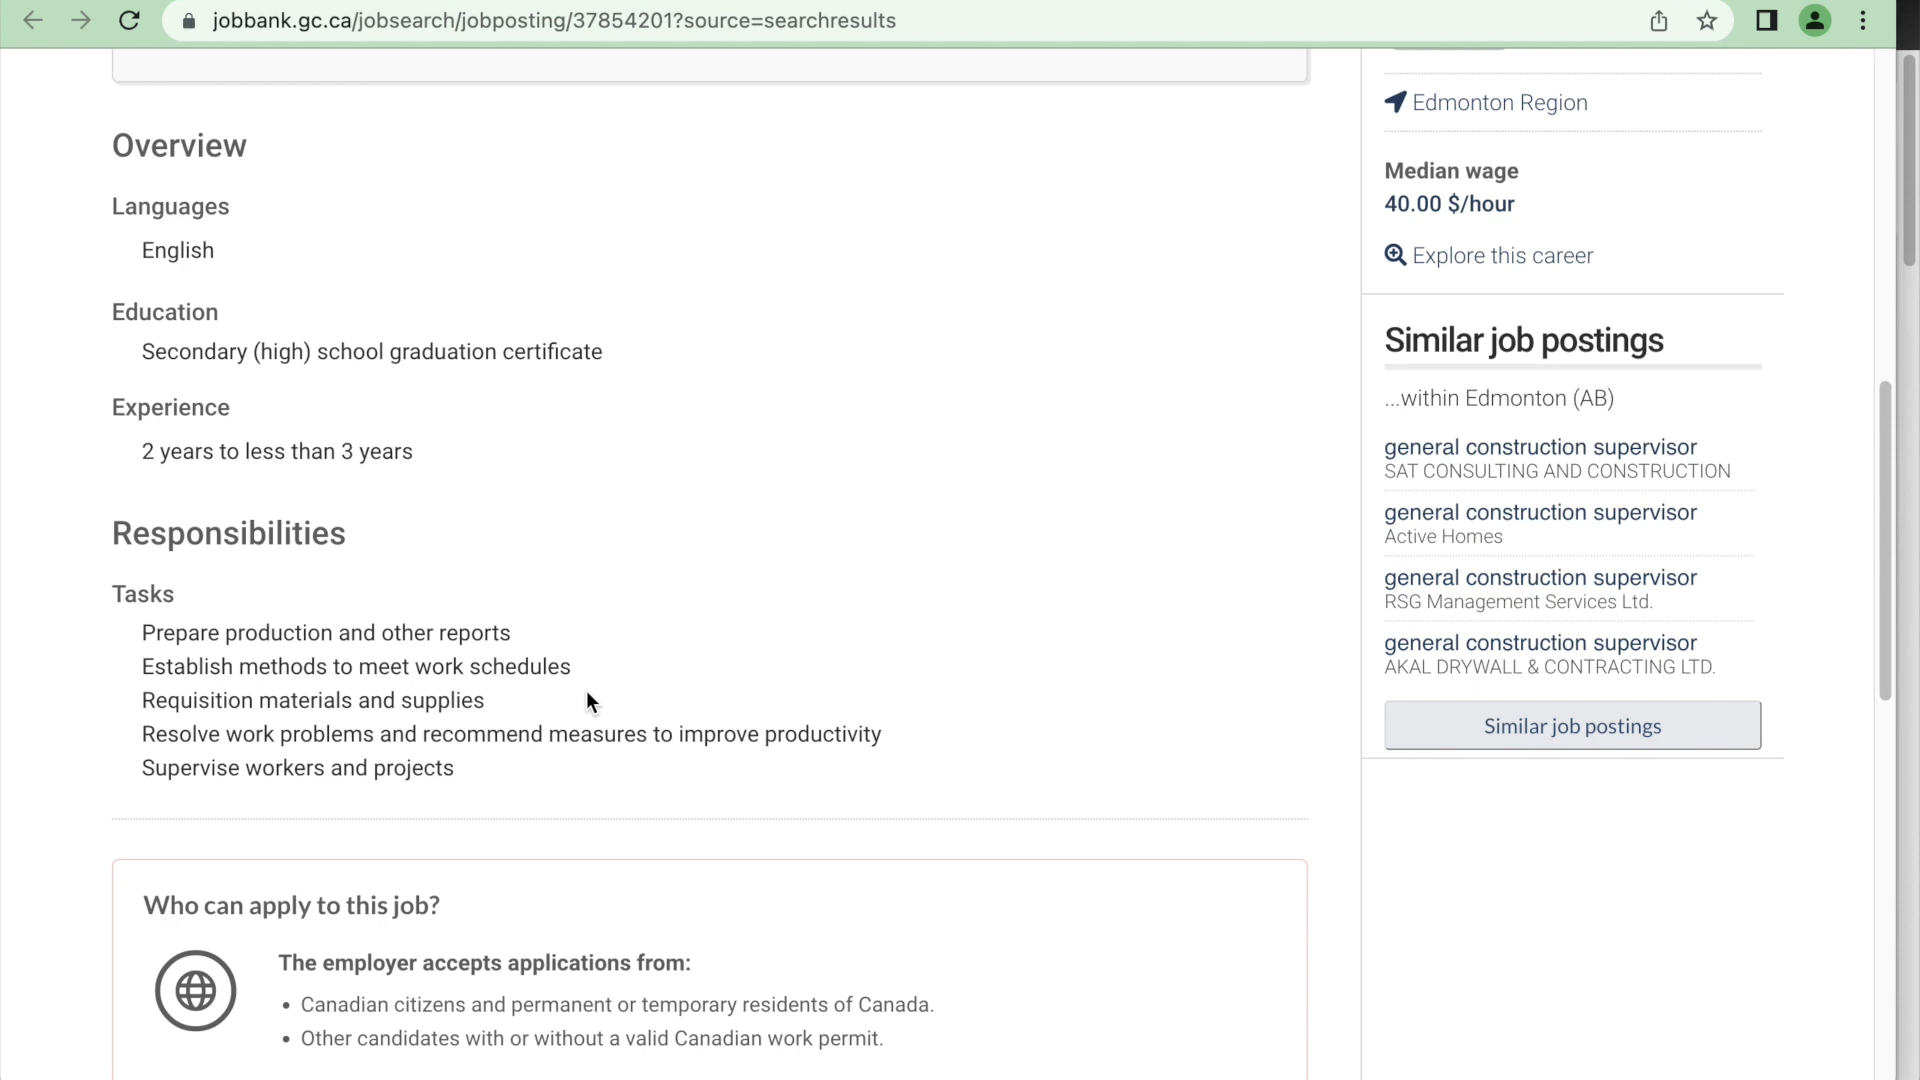 jobbank.gc.ca/jobsearch/jobposting/37854201?source=searchresults
Overview
Languages
English
Education
Secondary (high) school graduation certificate
Experience
2 years to less than 3 years
Responsibilities
Tasks
Prepare production and other reports
Establish methods to meet work schedules
Requisition materials and supplies
Resolve work problems and recommend measures to improve productivity
Supervise workers and projects
Who can apply to this job?
The employer accepts applications from:
• Canadian citizens and permanent or temporary residents of Canada.
• Other candidates with or without a valid Canadian work permit.
Edmonton Region
Median wage
40.00 $/hour
Explore this career
Similar job postings
...within Edmonton (AB)
general construction supervisor
SAT CONSULTING AND CONSTRUCTION
general construction supervisor
Active Homes
general construction supervisor
RSG Management Services Ltd.
general construction supervisor
AKAL DRYWALL & CONTRACTING LTD.
Similar job postings